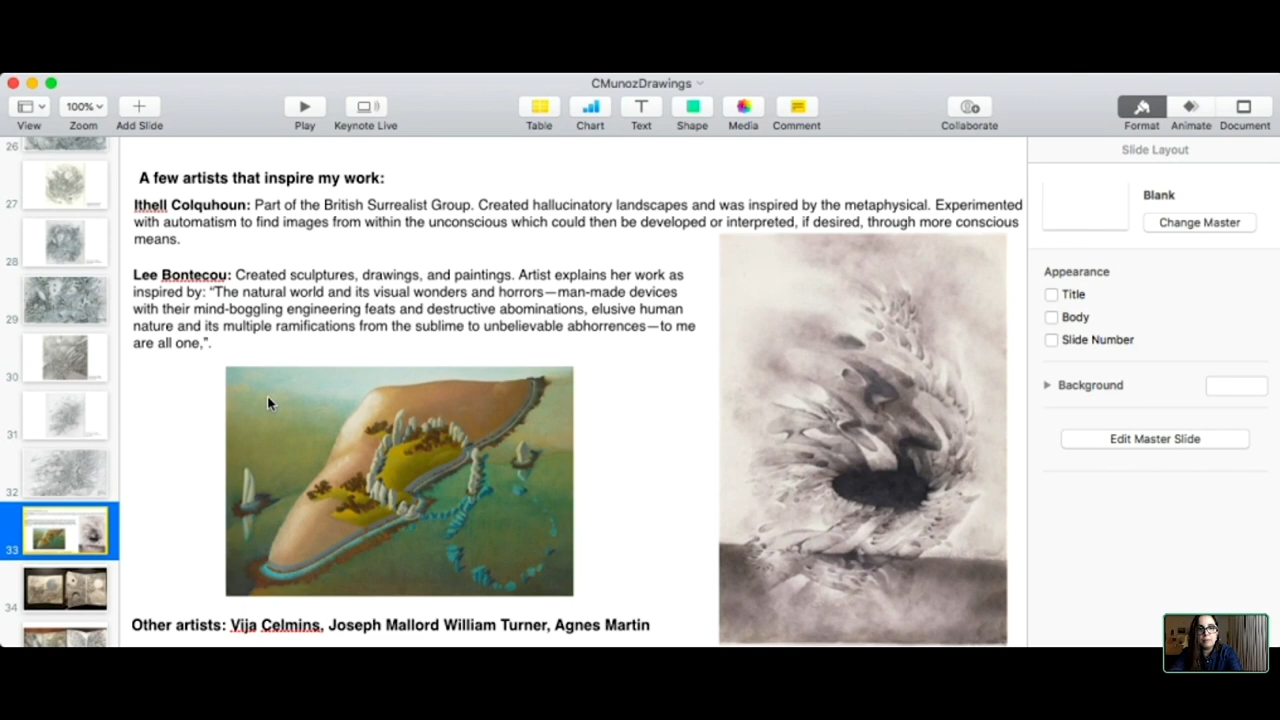 CMunozDrawings
100%
View
Zoom
Add Slide
Play
Keynote Live
Table
Chart
Text
Shape
Media
Comment
Collaborate
Format
Animate
Document
26
27
28
29
30
31
32
33
34
A few artists that inspire my work:
Ithell Colquhoun: Part of the British Surrealist Group. Created hallucinatory landscapes and was inspired by the metaphysical. Experimented
with automatism to find images from within the unconscious which could then be developed or interpreted, if desired, through more conscious
means.
Lee Bontecou: Created sculptures, drawings, and paintings. Artist explains her work as
inspired by: “The natural world and its visual wonders and horrors—man-made devices
with their mind-boggling engineering feats and destructive abominations, elusive human
nature and its multiple ramifications from the sublime to unbelievable abhorrences—to me
are all one,”.
Other artists: Vija Celmins, Joseph Mallord William Turner, Agnes Martin
Slide Layout
Blank
Change Master
Appearance
Title
Body
Slide Number
Background
Edit Master Slide